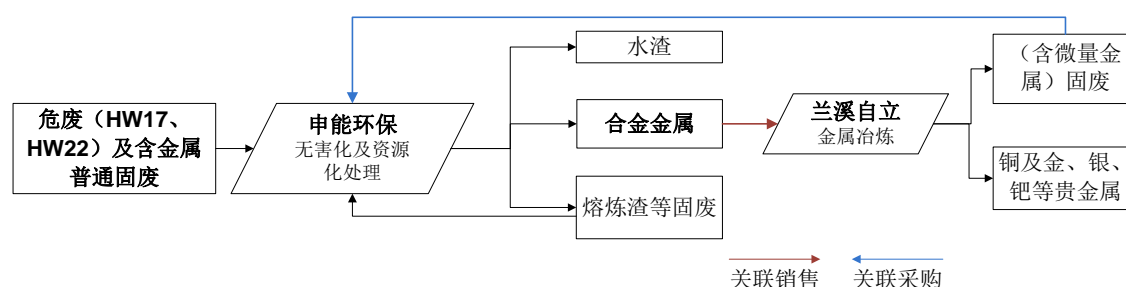 危废（HW17、
HW22）及含金属
普通固废
申能环保
无害化及资源
化处理
水渣
合金金属
熔炼渣等固废
兰溪自立
金属冶炼
（含微量金
属）固废
铜及金、银、
钯等贵金属
关联销售
关联采购